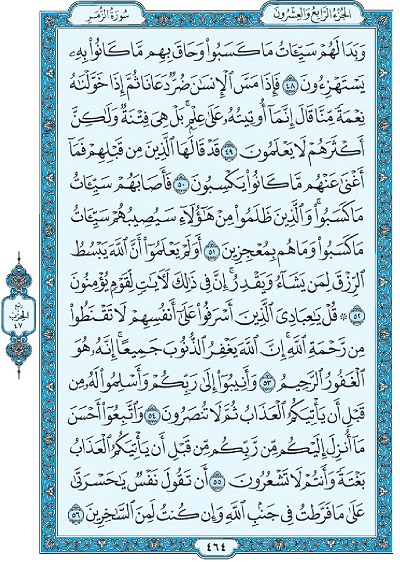 الجزء الرابع والعشرون
سورة الزمر
وَبَدَا لَهُمْ سَيِّـَٔاتُ مَا كَسَبُوا۟ وَحَاقَ بِهِم مَّا كَانُوا۟ بِهِۦ
يَسْتَهْزِءُونَ ٤٨ فَإِذَا مَسَّ ٱلْإِنسَـٰنَ ضُرٌّ دَعَانَا ثُمَّ إِذَا خَوَّلْنَـٰهُ
نِعْمَةً مِّنَّا قَالَ إِنَّمَآ أُوتِيتُهُۥ عَلَىٰ عِلْمٍۭ ۚ بَلْ هِىَ فِتْنَةٌ وَلَـٰكِنَّ
أَكْثَرَهُمْ لَا يَعْلَمُونَ ٤٩ قَدْ قَالَهَا ٱلَّذِينَ مِن قَبْلِهِمْ فَمَآ
أَغْنَىٰ عَنْهُم مَّا كَانُوا۟ يَكْسِبُونَ ٥٠ فَأَصَابَهُمْ سَيِّـَٔاتُ
مَا كَسَبُوا۟ ۚ وَٱلَّذِينَ ظَلَمُوا۟ مِنْ هَـٰٓؤُلَآءِ سَيُصِيبُهُمْ سَيِّـَٔاتُ
مَا كَسَبُوا۟ وَمَا هُم بِمُعْجِزِينَ ٥١ أَوَلَمْ يَعْلَمُوٓا۟ أَنَّ ٱللَّهَ يَبْسُطُ
ٱلرِّزْقَ لِمَن يَشَآءُ وَيَقْدِرُ ۚ إِنَّ فِى ذَٰلِكَ لَـَٔايَـٰتٍ لِّقَوْمٍ يُؤْمِنُونَ
٥٢ ۞ قُلْ يَـٰعِبَادِىَ ٱلَّذِينَ أَسْرَفُوا۟ عَلَىٰٓ أَنفُسِهِمْ لَا تَقْنَطُوا۟
مِن رَّحْمَةِ ٱللَّهِ ۚ إِنَّ ٱللَّهَ يَغْفِرُ ٱلذُّنُوبَ جَمِيعًا ۚ إِنَّهُۥ هُوَ
ٱلْغَفُورُ ٱلرَّحِيمُ ٥٣ وَأَنِيبُوٓا۟ إِلَىٰ رَبِّكُمْ وَأَسْلِمُوا۟ لَهُۥ مِن
قَبْلِ أَن يَأْتِيَكُمُ ٱلْعَذَابُ ثُمَّ لَا تُنصَرُونَ ٥٤ وَٱتَّبِعُوٓا۟ أَحْسَنَ
مَآ أُنزِلَ إِلَيْكُم مِّن رَّبِّكُم مِّن قَبْلِ أَن يَأْتِيَكُمُ ٱلْعَذَابُ
بَغْتَةً وَأَنتُمْ لَا تَشْعُرُونَ ٥٥ أَن تَقُولَ نَفْسٌ يَـٰحَسْرَتَىٰ
عَلَىٰ مَا فَرَّطتُ فِى جَنۢبِ ٱللَّهِ وَإِن كُنتُ لَمِنَ ٱلسَّـٰخِرِينَ ٥٦
ربع
الحزب
٤٧
٤٦٤